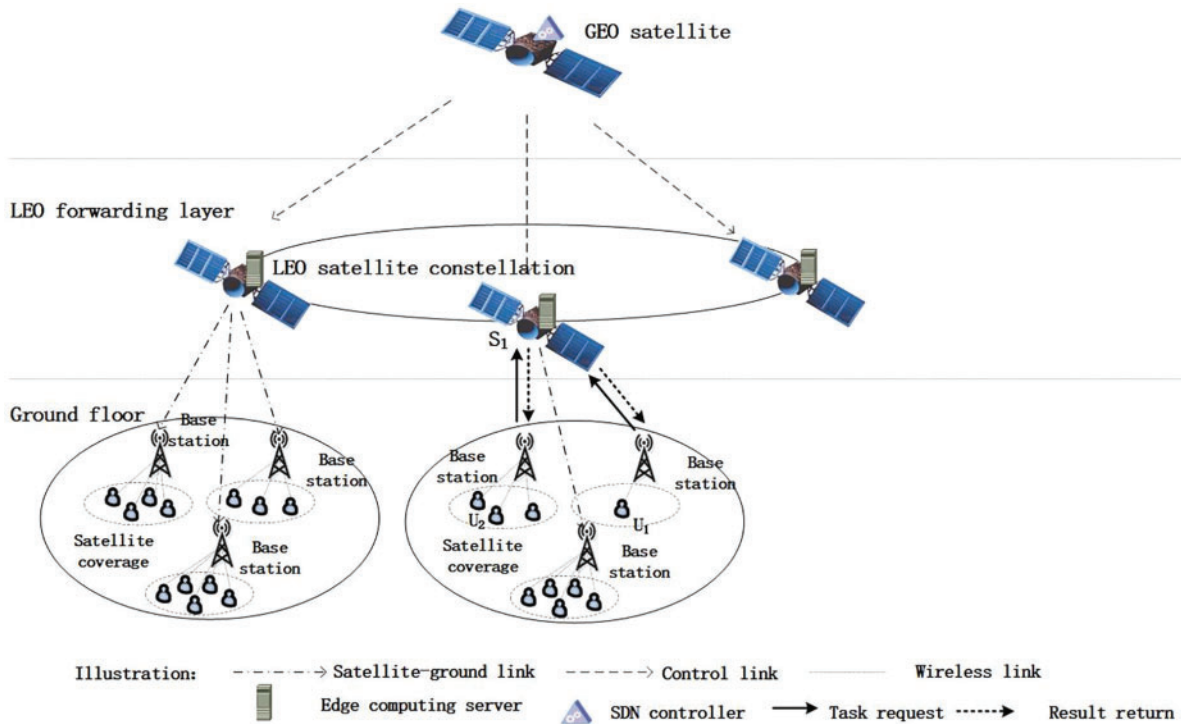 GEO satellite
LEO forwarding layer
LEO satellite constellation
S₁
Ground floor
Base
station
Base
station
Satellite
coverage
Base
station
Base
station
Base
station
U₂
U₁
Satellite
coverage
Base
station
Illustration:
Satellite-ground link
Control link
Wireless link
Edge computing server
SDN controller
Task request
Result return